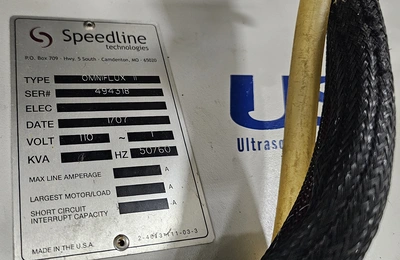 Speedline
technologies
P.O. Box 709 · Hwy. 5 South · Camdenton, MO · 65020
TYPE OMNIFLUX II
SER# 494318
ELEC
DATE 1/07
VOLT 110 ~ 1
KVA HZ 50/60
MAX LINE AMPERAGE A
LARGEST MOTOR/LOAD A
SHORT CIRCUIT
INTERRUPT CAPACITY A
MADE IN THE U.S.A.